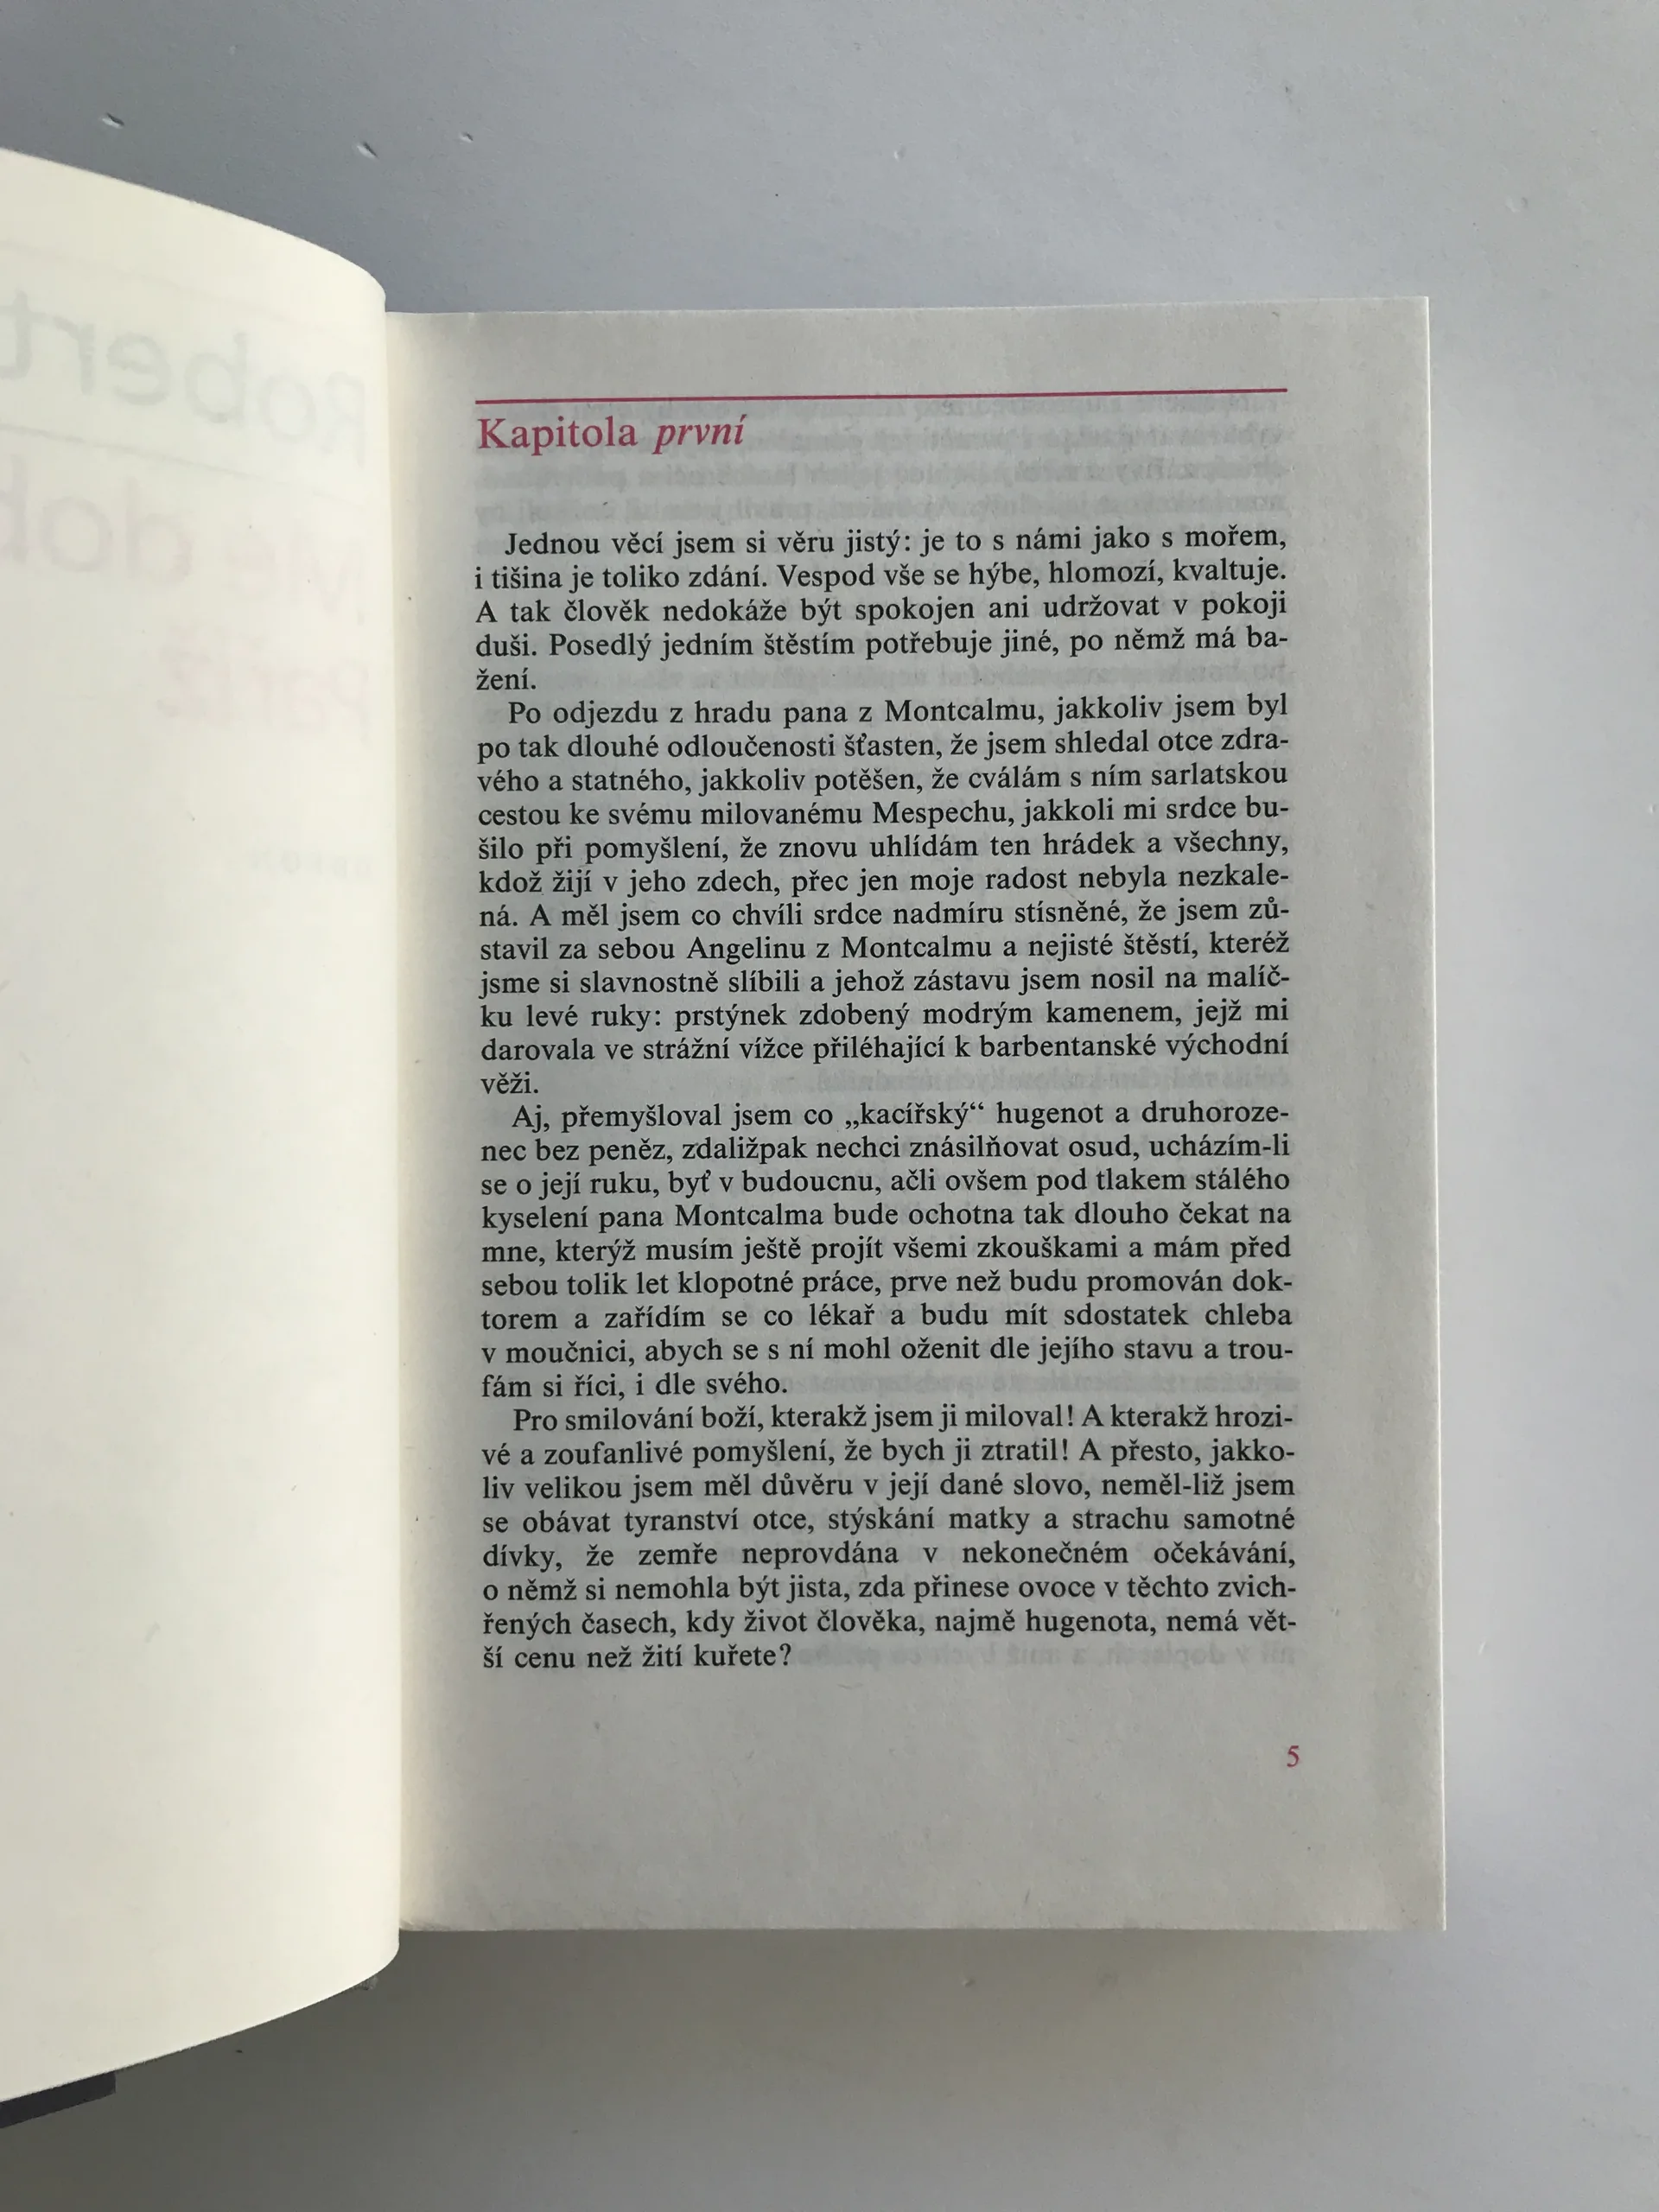 Kapitola první
Jednou věcí jsem si věru jistý: je to s námi jako s mořem,
i tišina je toliko zdání. Vespod vše se hýbe, hlomozí, kvaltuje.
A tak člověk nedokáže být spokojen ani udržovat v pokoji
duši. Posedlý jedním štěstím potřebuje jiné, po němž má ba-
žení.
Po odjezdu z hradu pana z Montcalmu, jakkoliv jsem byl
po tak dlouhé odloučenosti šťasten, že jsem shledal otce zdra-
vého a statného, jakkoliv potěšen, že cválám s ním sarlatskou
cestou ke svému milovanému Mespechu, jakkoli mi srdce bu-
šilo při pomyšlení, že znovu uhlídám ten hrádek a všechny,
kdož žijí v jeho zdech, přec jen moje radost nebyla nezkale-
ná. A měl jsem co chvíli srdce nadmíru stísněné, že jsem zů-
stavil za sebou Angelinu z Montcalmu a nejisté štěstí, kteréž
jsme si slavnostně slíbili a jehož zástavu jsem nosil na malíč-
ku levé ruky: prstýnek zdobený modrým kamenem, jejž mi
darovala ve strážní vížce přiléhající k barbentanské východní
věži.
Aj, přemyšloval jsem co „kacířský“ hugenot a druhoroze-
nec bez peněz, zdaližpak nechci znásilňovat osud, ucházím-li
se o její ruku, byť v budoucnu, ačli ovšem pod tlakem stálého
kyselení pana Montcalma bude ochotna tak dlouho čekat na
mne, kterýž musím ještě projít všemi zkouškami a mám před
sebou tolik let klopotné práce, prve než budu promován dok-
torem a zařídím se co lékař a budu mít sdostatek chleba
v moučnici, abych se s ní mohl oženit dle jejího stavu a trou-
fám si říci, i dle svého.
Pro smilování boží, kterakž jsem ji miloval! A kterakž hrozi-
vé a zoufanlivé pomyšlení, že bych ji ztratil! A přesto, jakko-
liv velikou jsem měl důvěru v její dané slovo, neměl-liž jsem
se obávat tyranství otce, stýskání matky a strachu samotné
dívky, že zemře neprovdána v nekonečném očekávání,
o němž si nemohla být jista, zda přinese ovoce v těchto zvich-
řených časech, kdy život člověka, najmě hugenota, nemá vět-
ší cenu než žití kuřete?
5